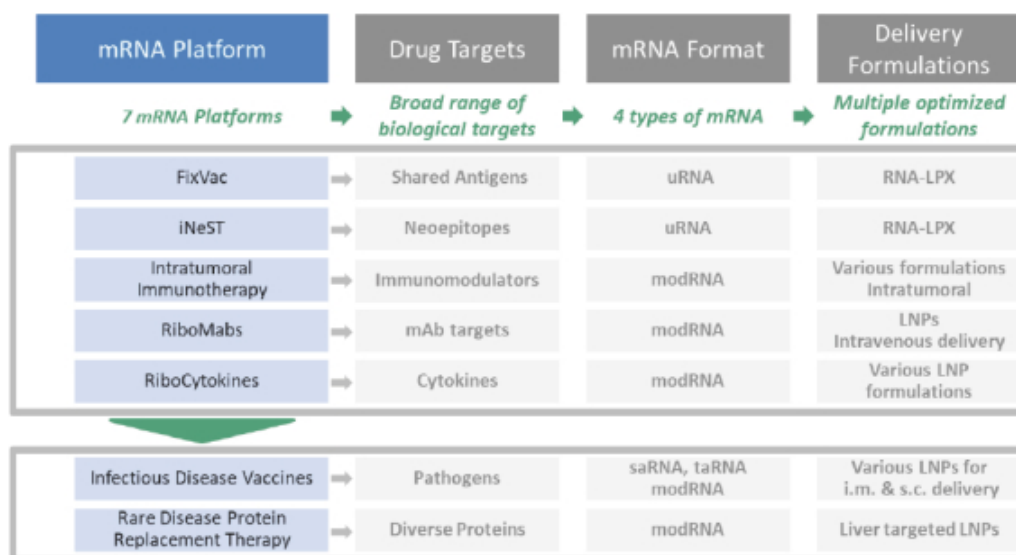 mRNA Platform
Drug Targets
mRNA Format
Delivery
Formulations
7 mRNA Platforms
Broad range of
biological targets
4 types of mRNA
Multiple optimized
formulations
FixVac
Shared Antigens
uRNA
RNA-LPX
iNeST
Neoepitopes
uRNA
RNA-LPX
Intratumoral
Immunotherapy
Immunomodulators
modRNA
Various formulations
Intratumoral
RiboMabs
mAb targets
modRNA
LNPs
Intravenous delivery
RiboCytokines
Cytokines
modRNA
Various LNP
formulations
Infectious Disease Vaccines
Pathogens
saRNA, taRNA
modRNA
Various LNPs for
i.m. & s.c. delivery
Rare Disease Protein
Replacement Therapy
Diverse Proteins
modRNA
Liver targeted LNPs